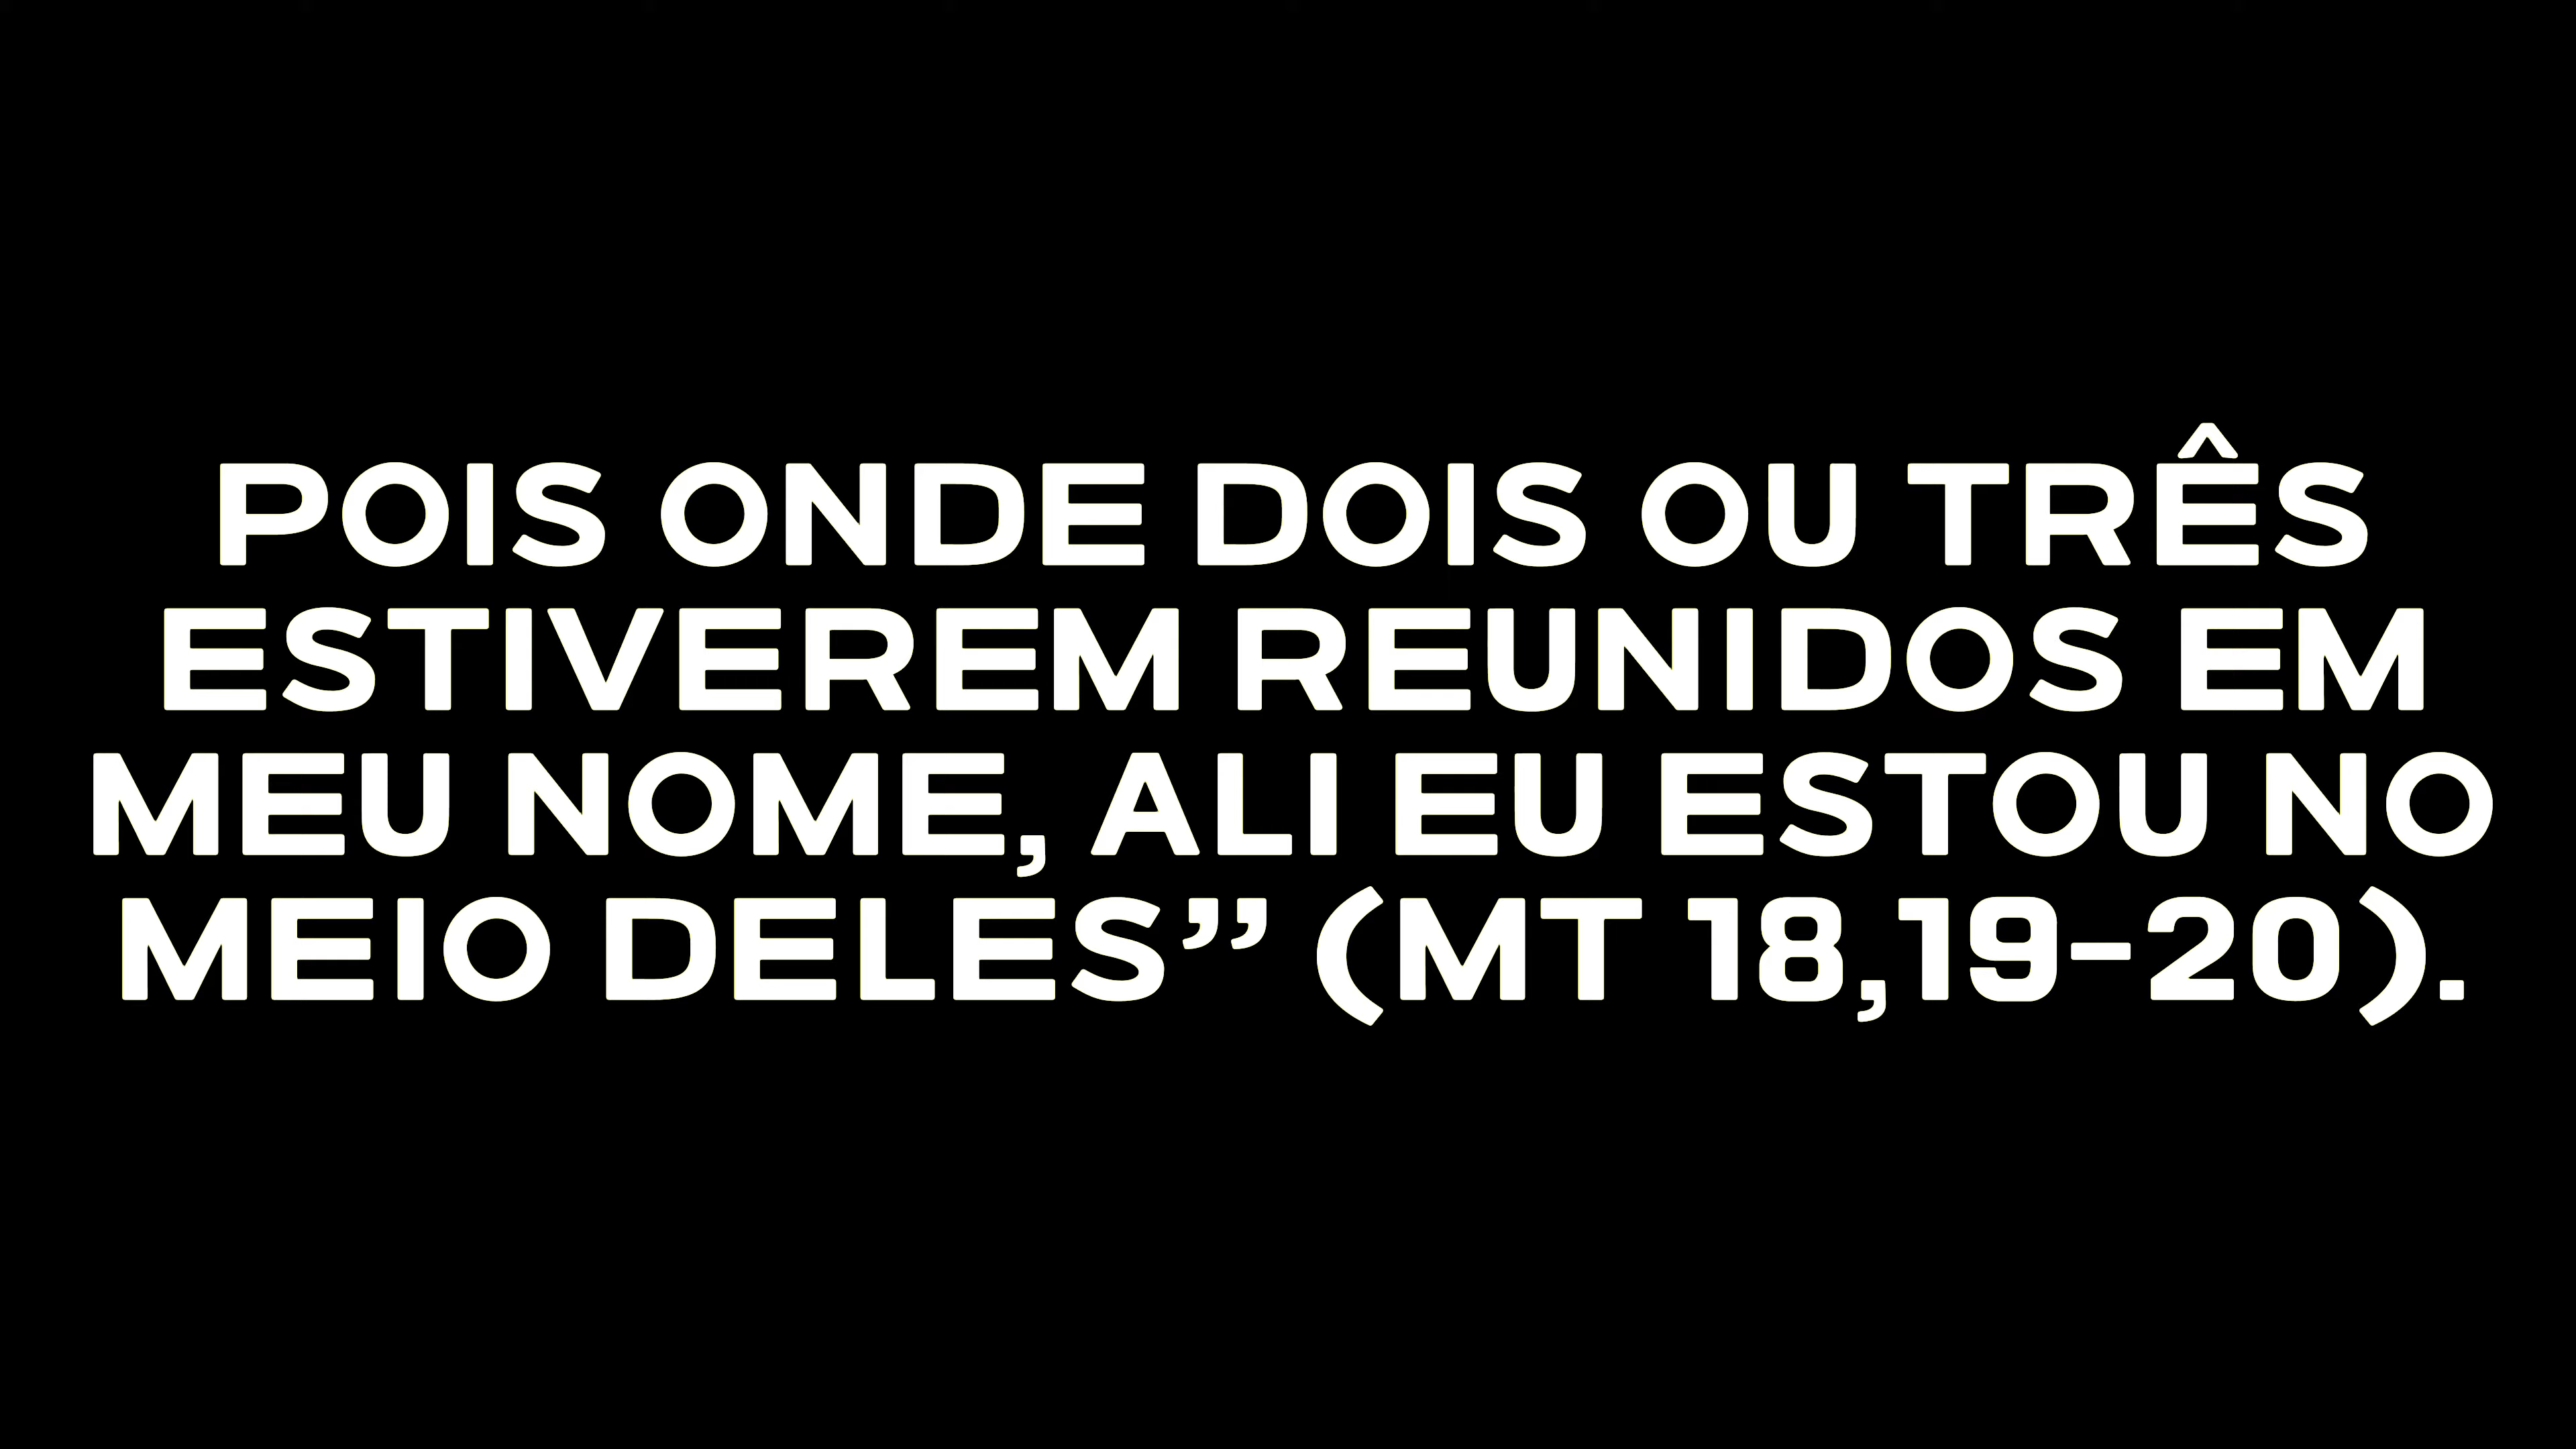 POIS ONDE DOIS OU TRÊS
ESTIVEREM REUNIDOS EM
MEU NOME, ALI EU ESTOU NO
MEIO DELES” (MT 18,19-20).